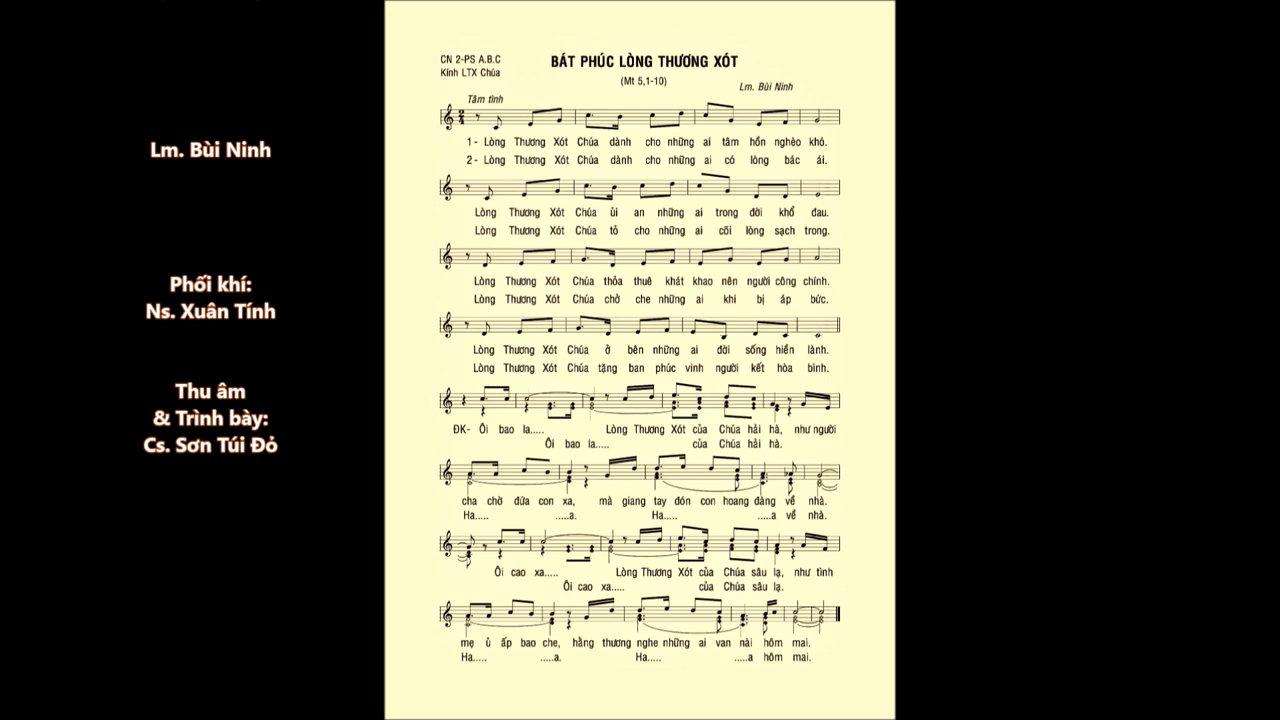 Lm. Bùi Ninh
Phối khí:
Ns. Xuân Tính
Thu âm
& Trình bày:
Cs. Sơn Túi Đỏ
CN 2-PS A.B.C
Kính LTX Chúa
BÁT PHÚC LÒNG THƯƠNG XÓT
(Mt 5,1-10)
Lm. Bùi Ninh
Tâm tình
1- Lòng Thương Xót Chúa dành cho những ai tâm hồn nghèo khó.
2- Lòng Thương Xót Chúa dành cho những ai có lòng bác ái.
Lòng Thương Xót Chúa ủi an những ai trong đời khổ đau.
Lòng Thương Xót Chúa tỏ cho những ai cõi lòng sạch trong.
Lòng Thương Xót Chúa thỏa thuê khát khao nên người công chính.
Lòng Thương Xót Chúa chở che những ai khi bị áp bức.
Lòng Thương Xót Chúa ở bên những ai đời sống hiền lành.
Lòng Thương Xót Chúa tặng ban phúc vinh người kết hòa bình.
ĐK- Ôi bao la..... Lòng Thương Xót của Chúa hải hà, như người
Ôi bao la..... của Chúa hải hà.
cha chờ đứa con xa, mà giang tay đón con hoang đàng về nhà.
Ha..... .....a. Ha..... .....a về nhà.
Ôi cao xa..... Lòng Thương Xót của Chúa sâu lạ, như tình
Ôi cao xa..... của Chúa sâu lạ.
mẹ ủ ấp bao che, hằng thương nghe những ai van nài hôm mai.
Ha..... .....a. Ha..... .....a hôm mai.